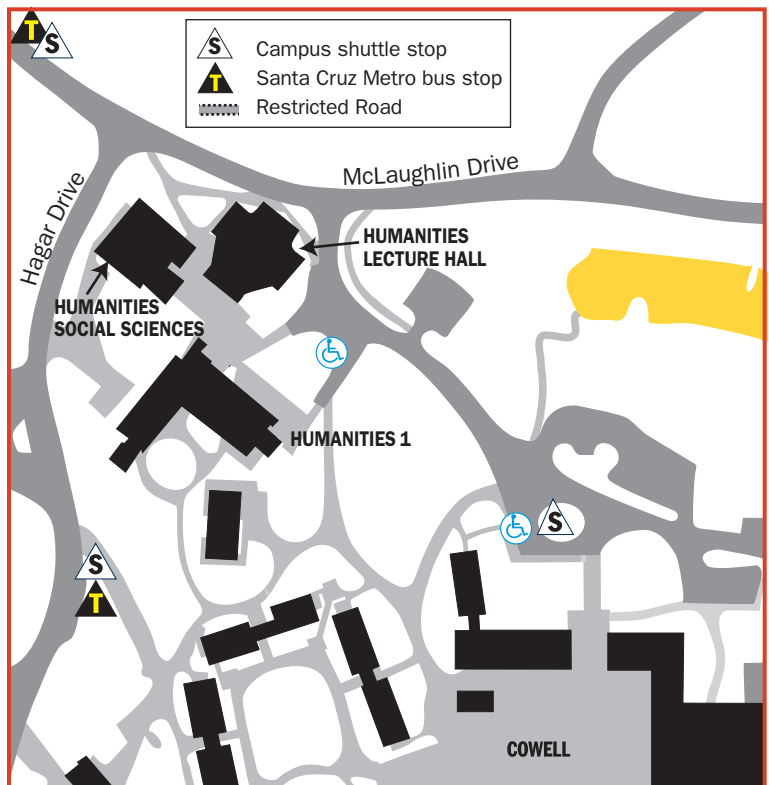 T
S
S Campus shuttle stop
T Santa Cruz Metro bus stop
Restricted Road
McLaughlin Drive
Hagar Drive
HUMANITIES
LECTURE HALL
HUMANITIES
SOCIAL SCIENCES
HUMANITIES 1
S
S
T
COWELL